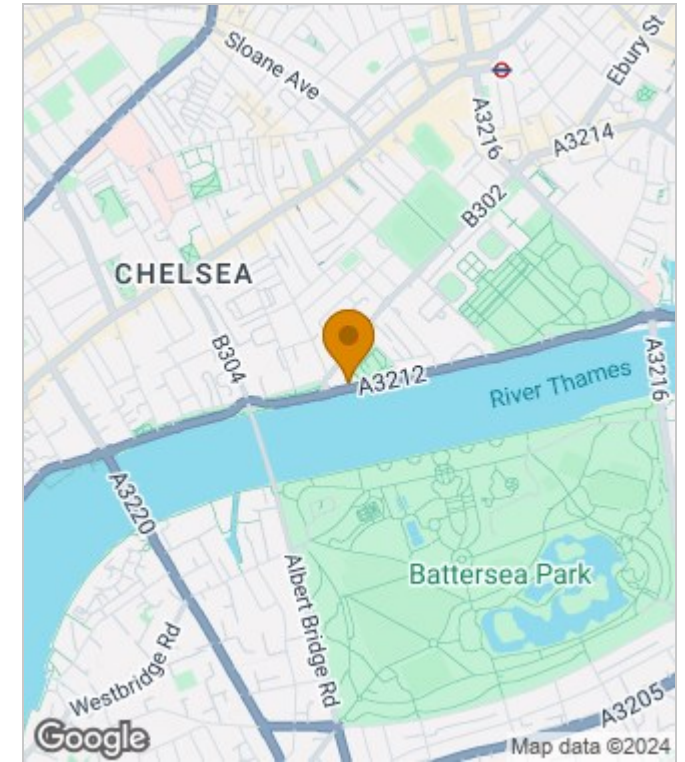 Sloane Ave
Ebury St
A3216
A3214
B302
CHELSEA
B304
A3212
River Thames
A3216
A3220
Battersea Park
Albert Bridge Rd
Westbridge Rd
A3205
Google
Map data ©2024